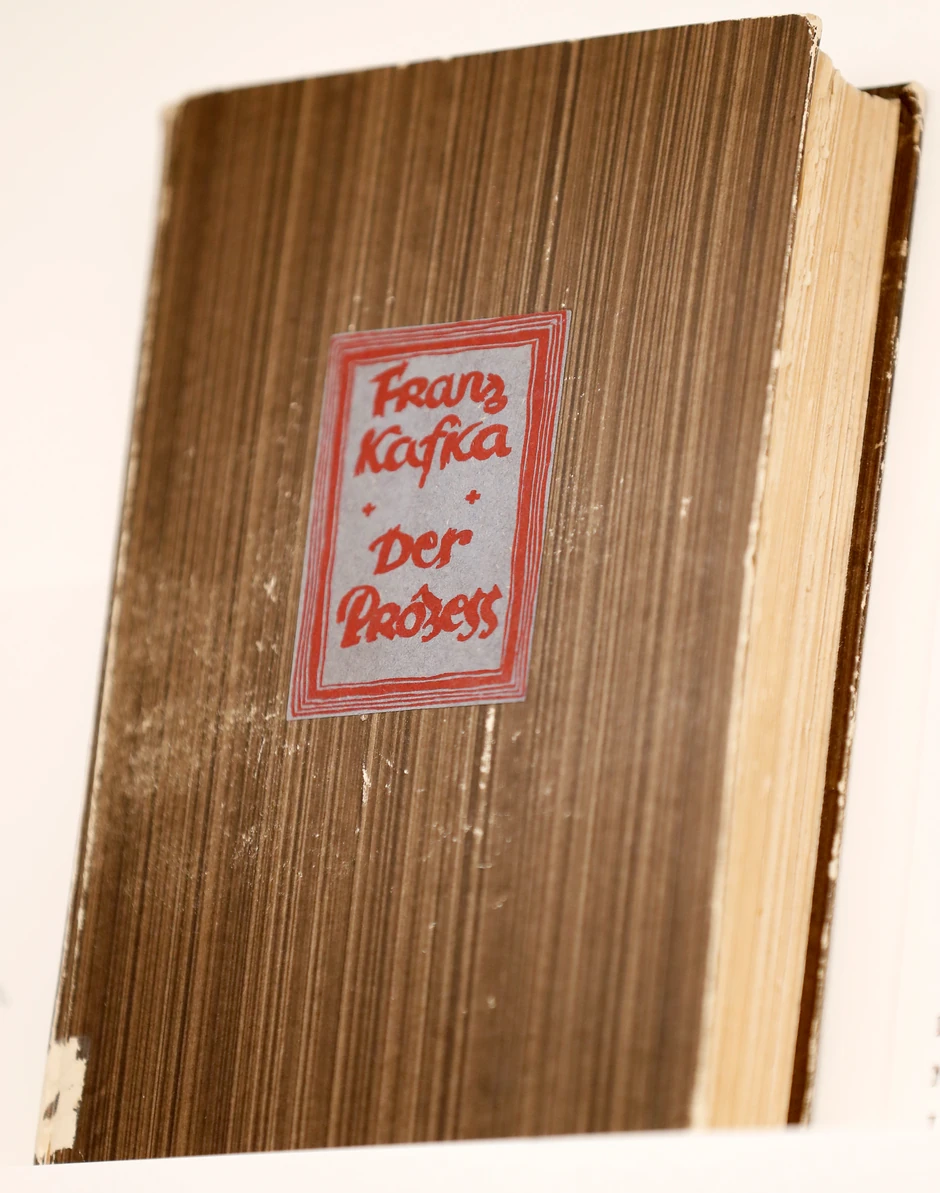 Franz
Kafka
+ +
Der
Prozess